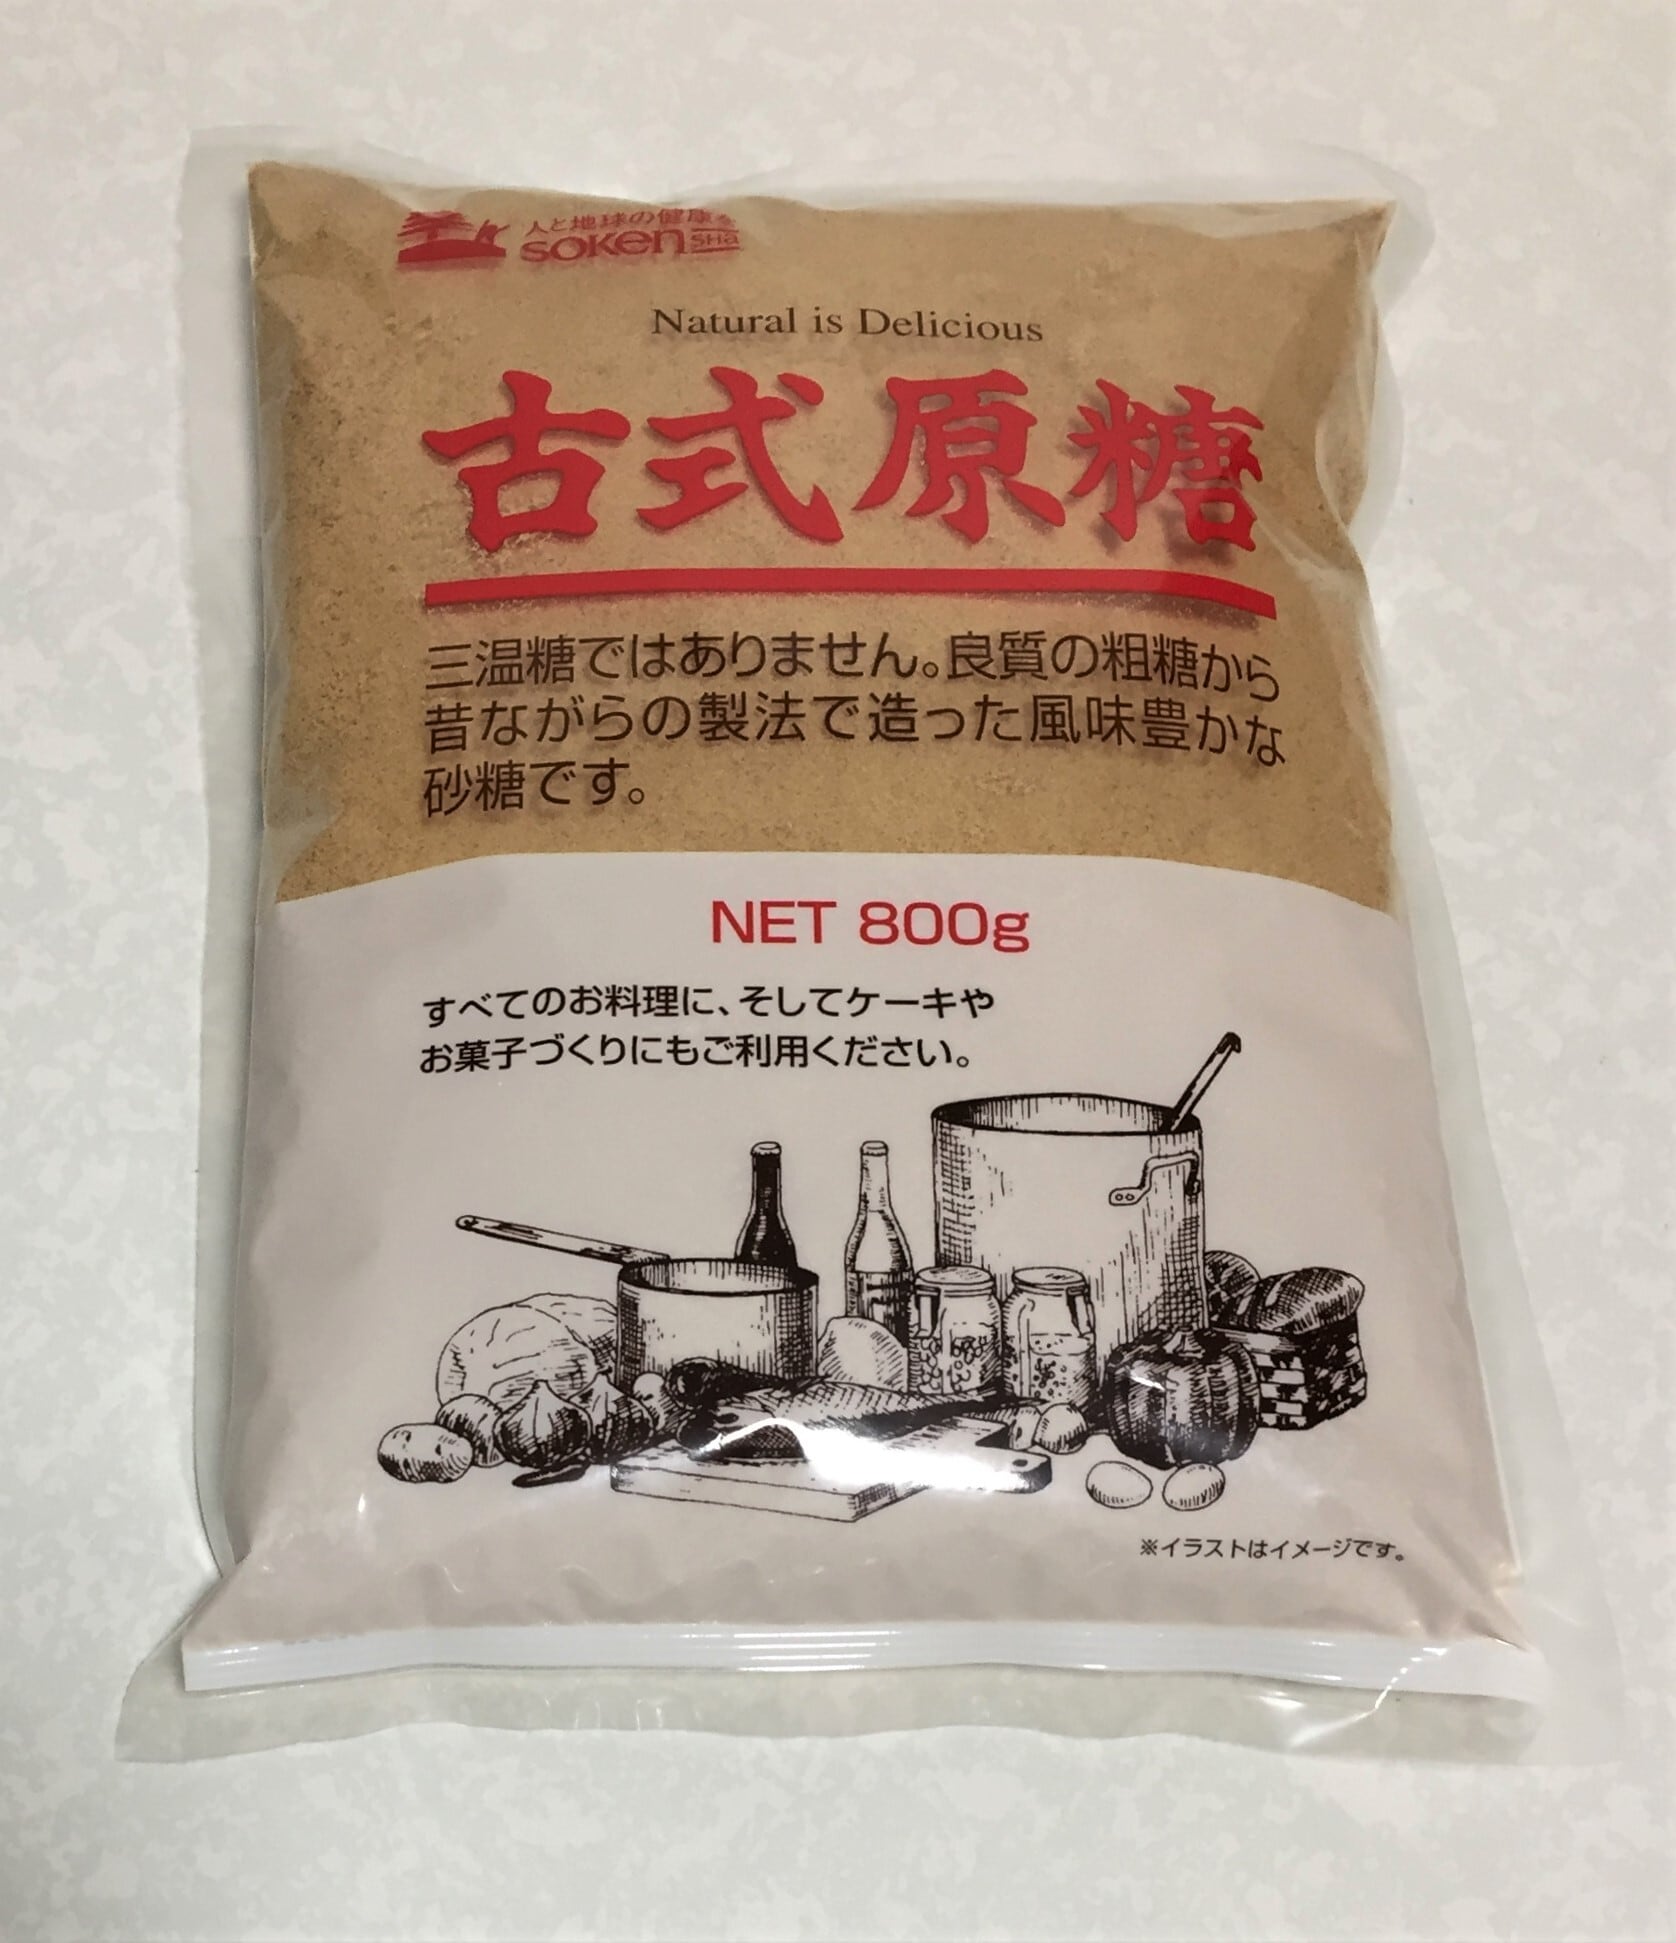 人と地球の健康を
SOKEN SHa
Natural is Delicious
古式原糖
三温糖ではありません。良質の粗糖から
昔ながらの製法で造った風味豊かな
砂糖です。
NET 800g
すべてのお料理に、そしてケーキや
お菓子づくりにもご利用ください。
※イラストはイメージです。